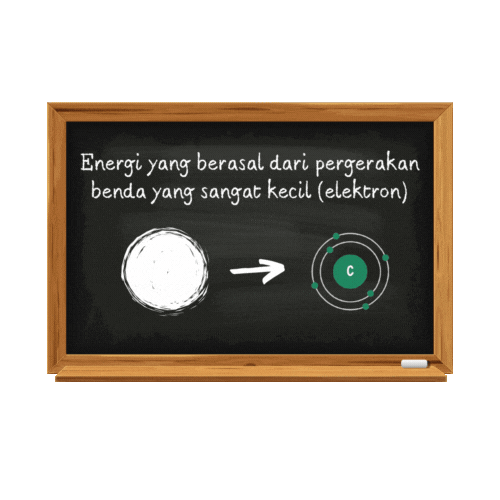 Energi yang berasal dari pergerakan
benda yang sangat kecil (elektron)
C